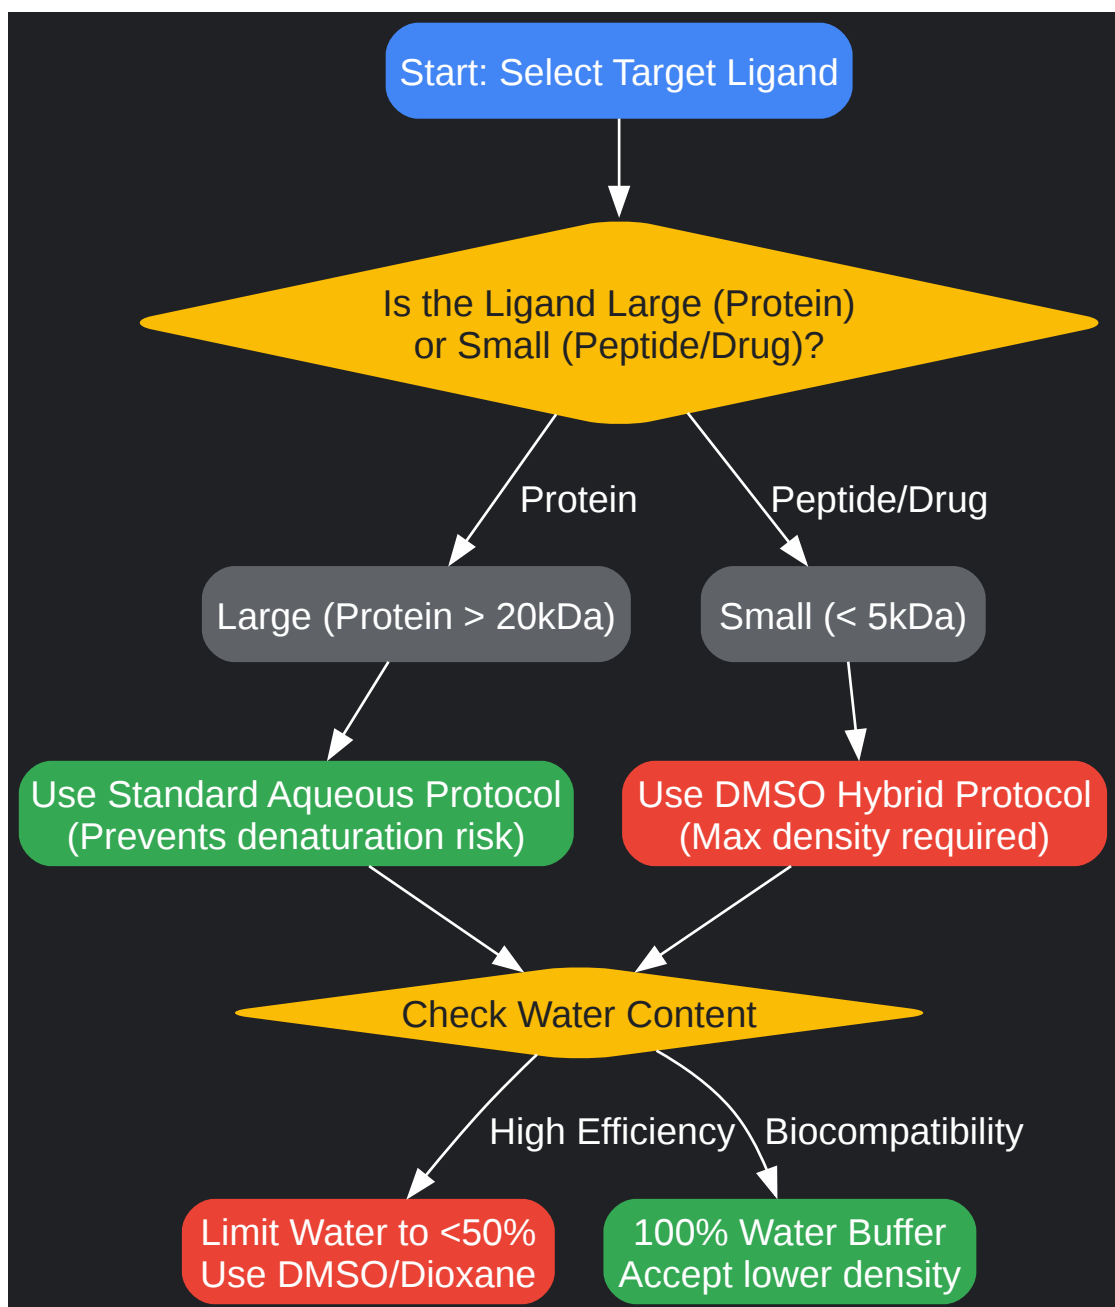 Start: Select Target Ligand
Is the Ligand Large (Protein)
or Small (Peptide/Drug)?
Protein
Peptide/Drug
Large (Protein > 20kDa)
Small (< 5kDa)
Use Standard Aqueous Protocol
(Prevents denaturation risk)
Use DMSO Hybrid Protocol
(Max density required)
Check Water Content
High Efficiency
Biocompatibility
Limit Water to <50%
Use DMSO/Dioxane
100% Water Buffer
Accept lower density